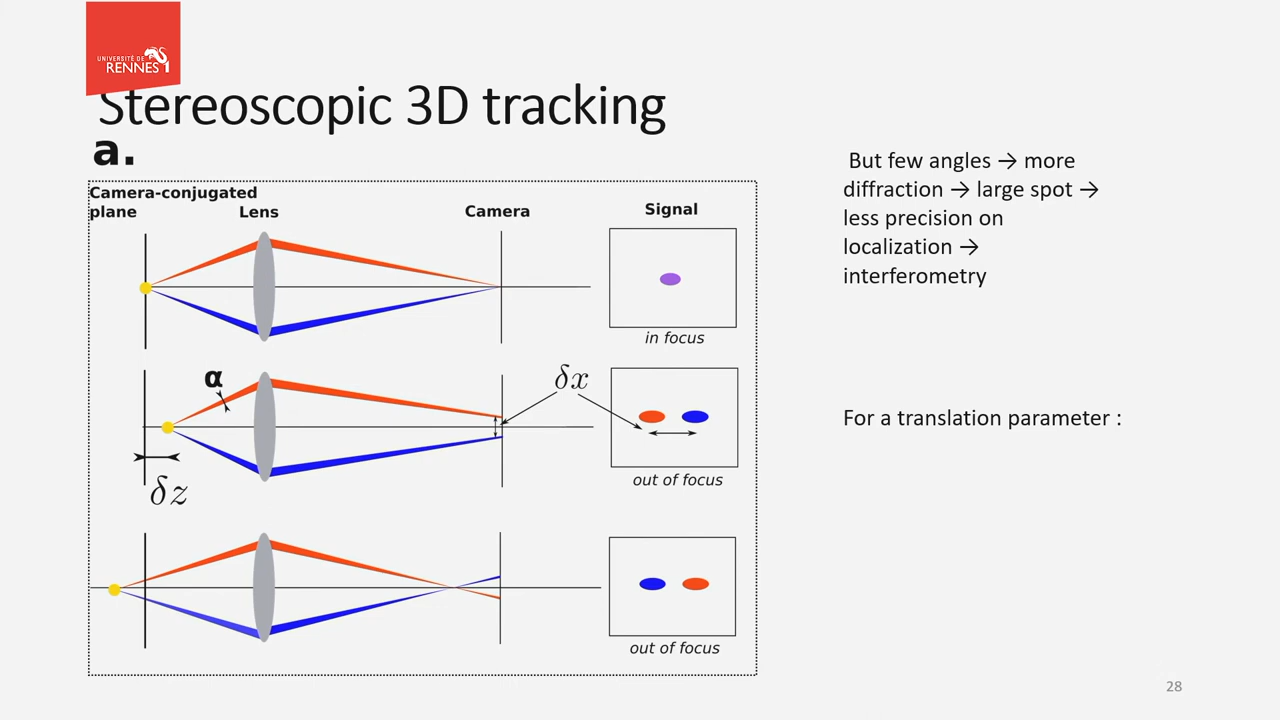 UNIVERSITÉ DE
RENNES 1
Stereoscopic 3D tracking
a.
Camera-conjugated
plane
Lens
Camera
Signal
in focus
α
δx
δz
out of focus
out of focus
But few angles → more
diffraction → large spot →
less precision on
localization →
interferometry
For a translation parameter :
28